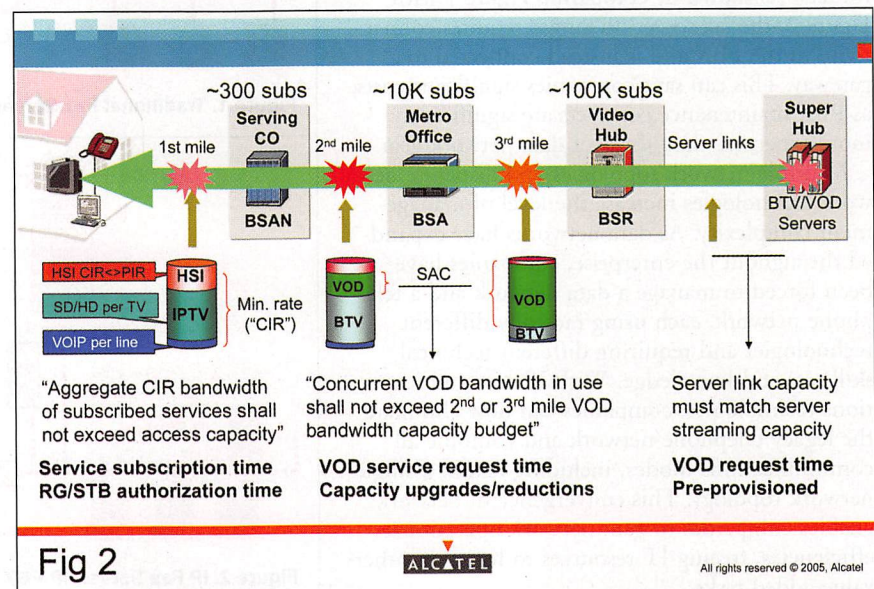 ~300 subs
~10K subs
~100K subs
Serving
CO
Metro
Office
Video
Hub
Super
Hub
1st mile
2nd mile
3rd mile
Server links
BSAN
BSA
BSR
BTV/VOD
Servers
HSI CIR<>PIR
SD/HD per TV
VOIP per line
HSI
IPTV
Min. rate
("CIR")
VOD
BTV
SAC
VOD
BTV
"Aggregate CIR bandwidth
of subscribed services shall
not exceed access capacity"
Service subscription time
RG/STB authorization time
"Concurrent VOD bandwidth in use
shall not exceed 2nd or 3rd mile VOD
bandwidth capacity budget"
VOD service request time
Capacity upgrades/reductions
Server link capacity
must match server
streaming capacity
VOD request time
Pre-provisioned
Fig 2
ALCATEL
All rights reserved © 2005, Alcatel